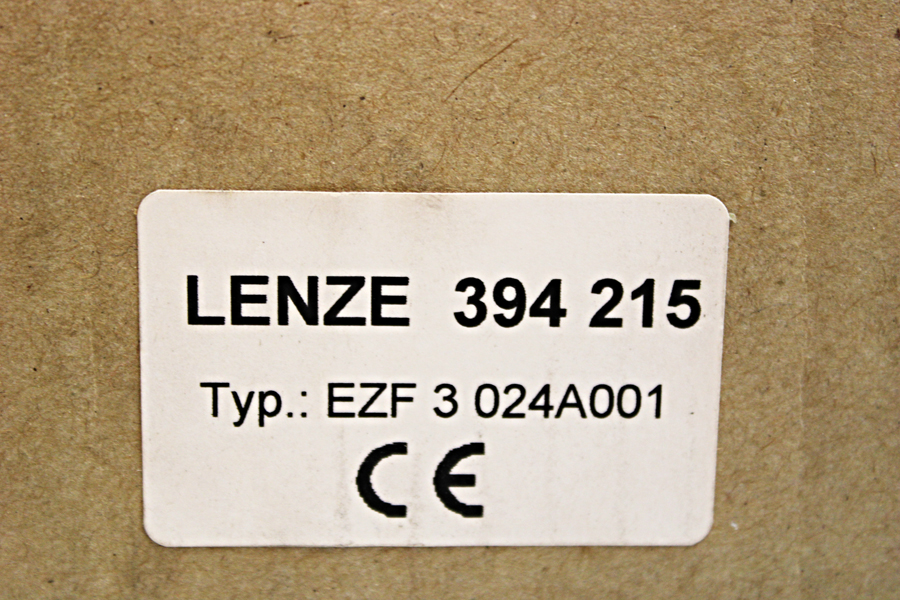 LENZE 394 215
Typ.: EZF 3 024A001
CE